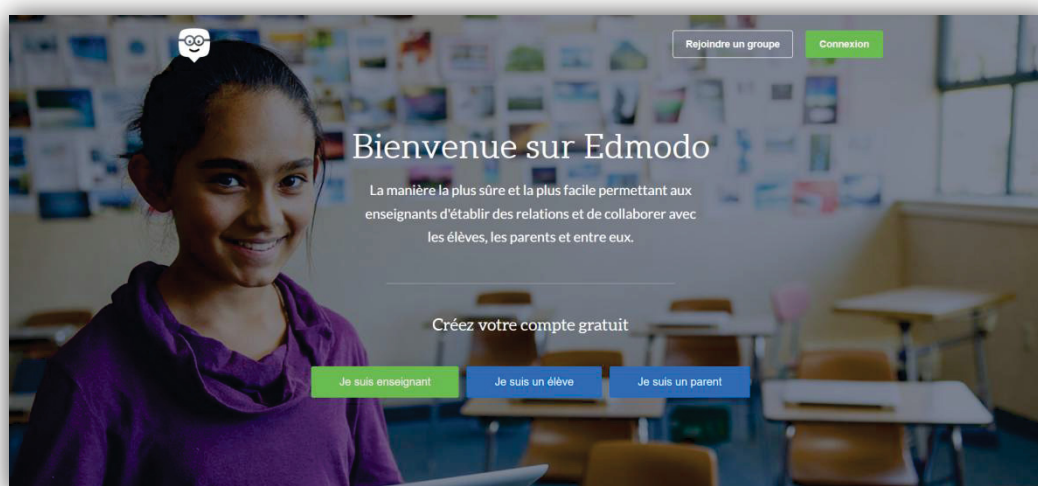 Rejoindre un groupe
Connexion
Bienvenue sur Edmodo
La manière la plus sûre et la plus facile permettant aux
enseignants d'établir des relations et de collaborer avec
les élèves, les parents et entre eux.
Créez votre compte gratuit
Je suis enseignant
Je suis un élève
Je suis un parent